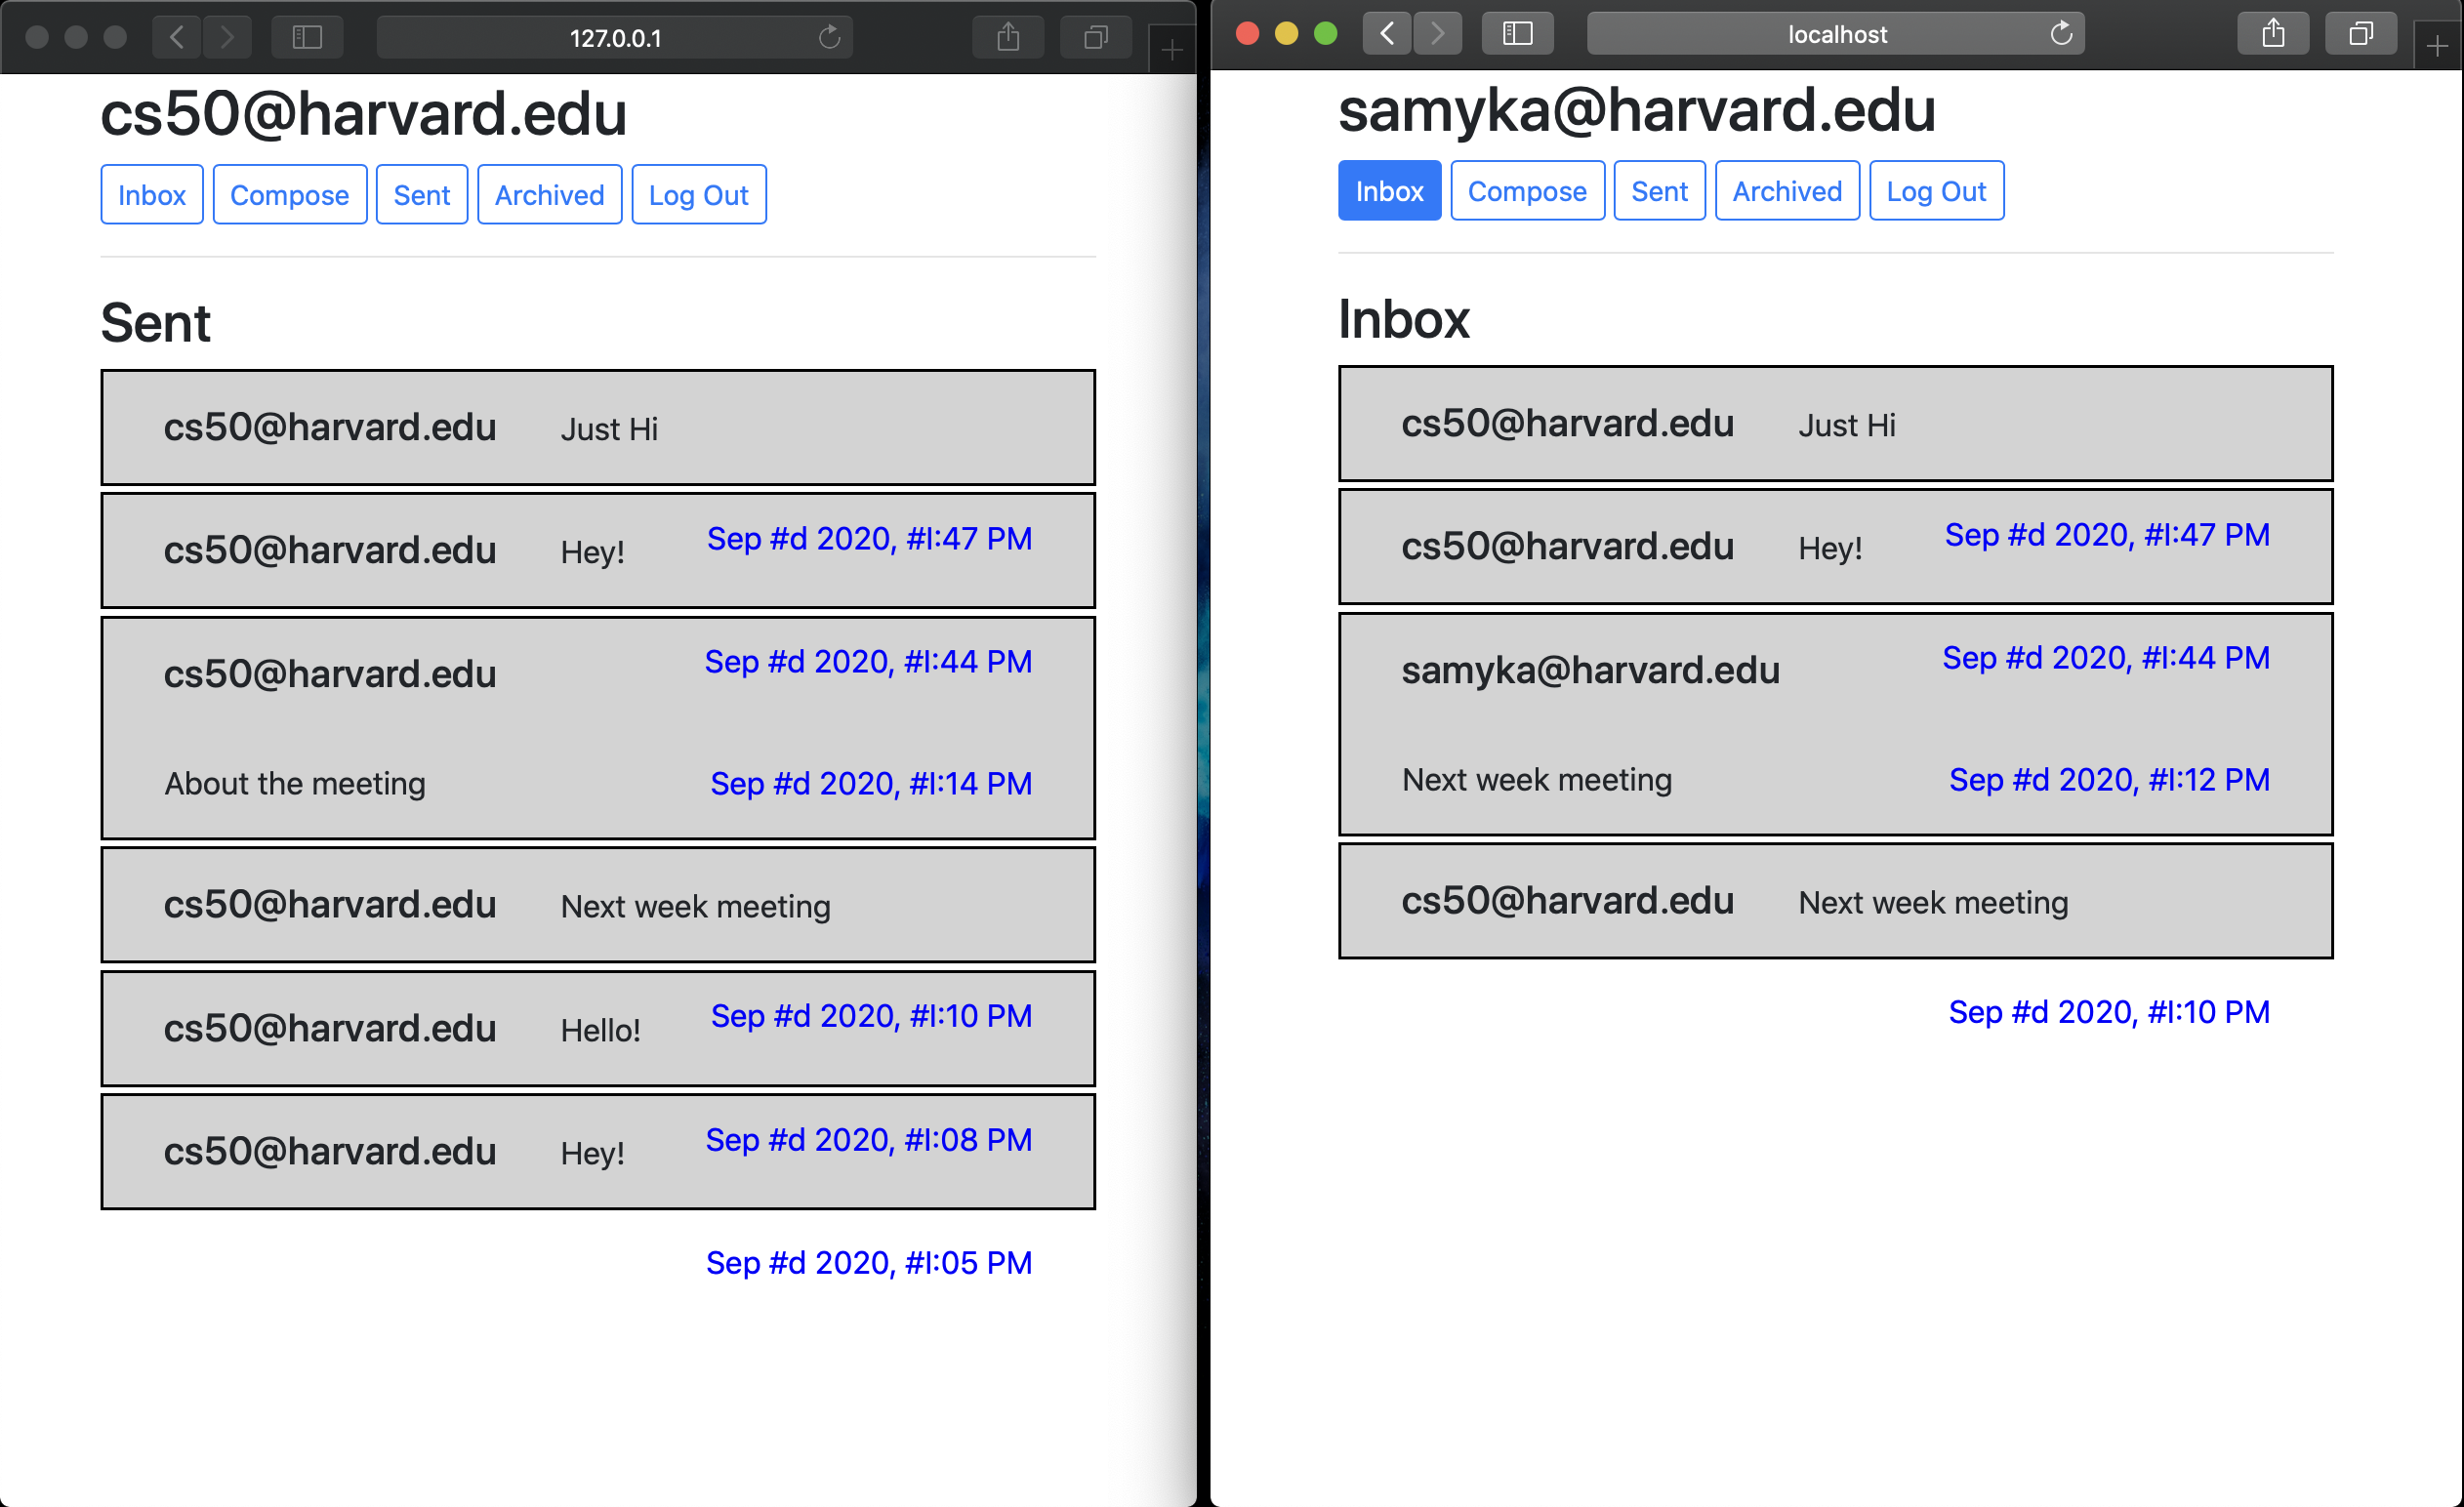 127.0.0.1
cs50@harvard.edu
Inbox Compose Sent Archived Log Out
Sent
cs50@harvard.edu Just Hi
cs50@harvard.edu Hey! Sep #d 2020, #I:47 PM
cs50@harvard.edu Sep #d 2020, #I:44 PM
About the meeting Sep #d 2020, #I:14 PM
cs50@harvard.edu Next week meeting
cs50@harvard.edu Hello! Sep #d 2020, #I:10 PM
cs50@harvard.edu Hey! Sep #d 2020, #I:08 PM
Sep #d 2020, #I:05 PM
localhost
samyka@harvard.edu
Inbox Compose Sent Archived Log Out
Inbox
cs50@harvard.edu Just Hi
cs50@harvard.edu Hey! Sep #d 2020, #I:47 PM
samyka@harvard.edu Sep #d 2020, #I:44 PM
Next week meeting Sep #d 2020, #I:12 PM
cs50@harvard.edu Next week meeting
Sep #d 2020, #I:10 PM